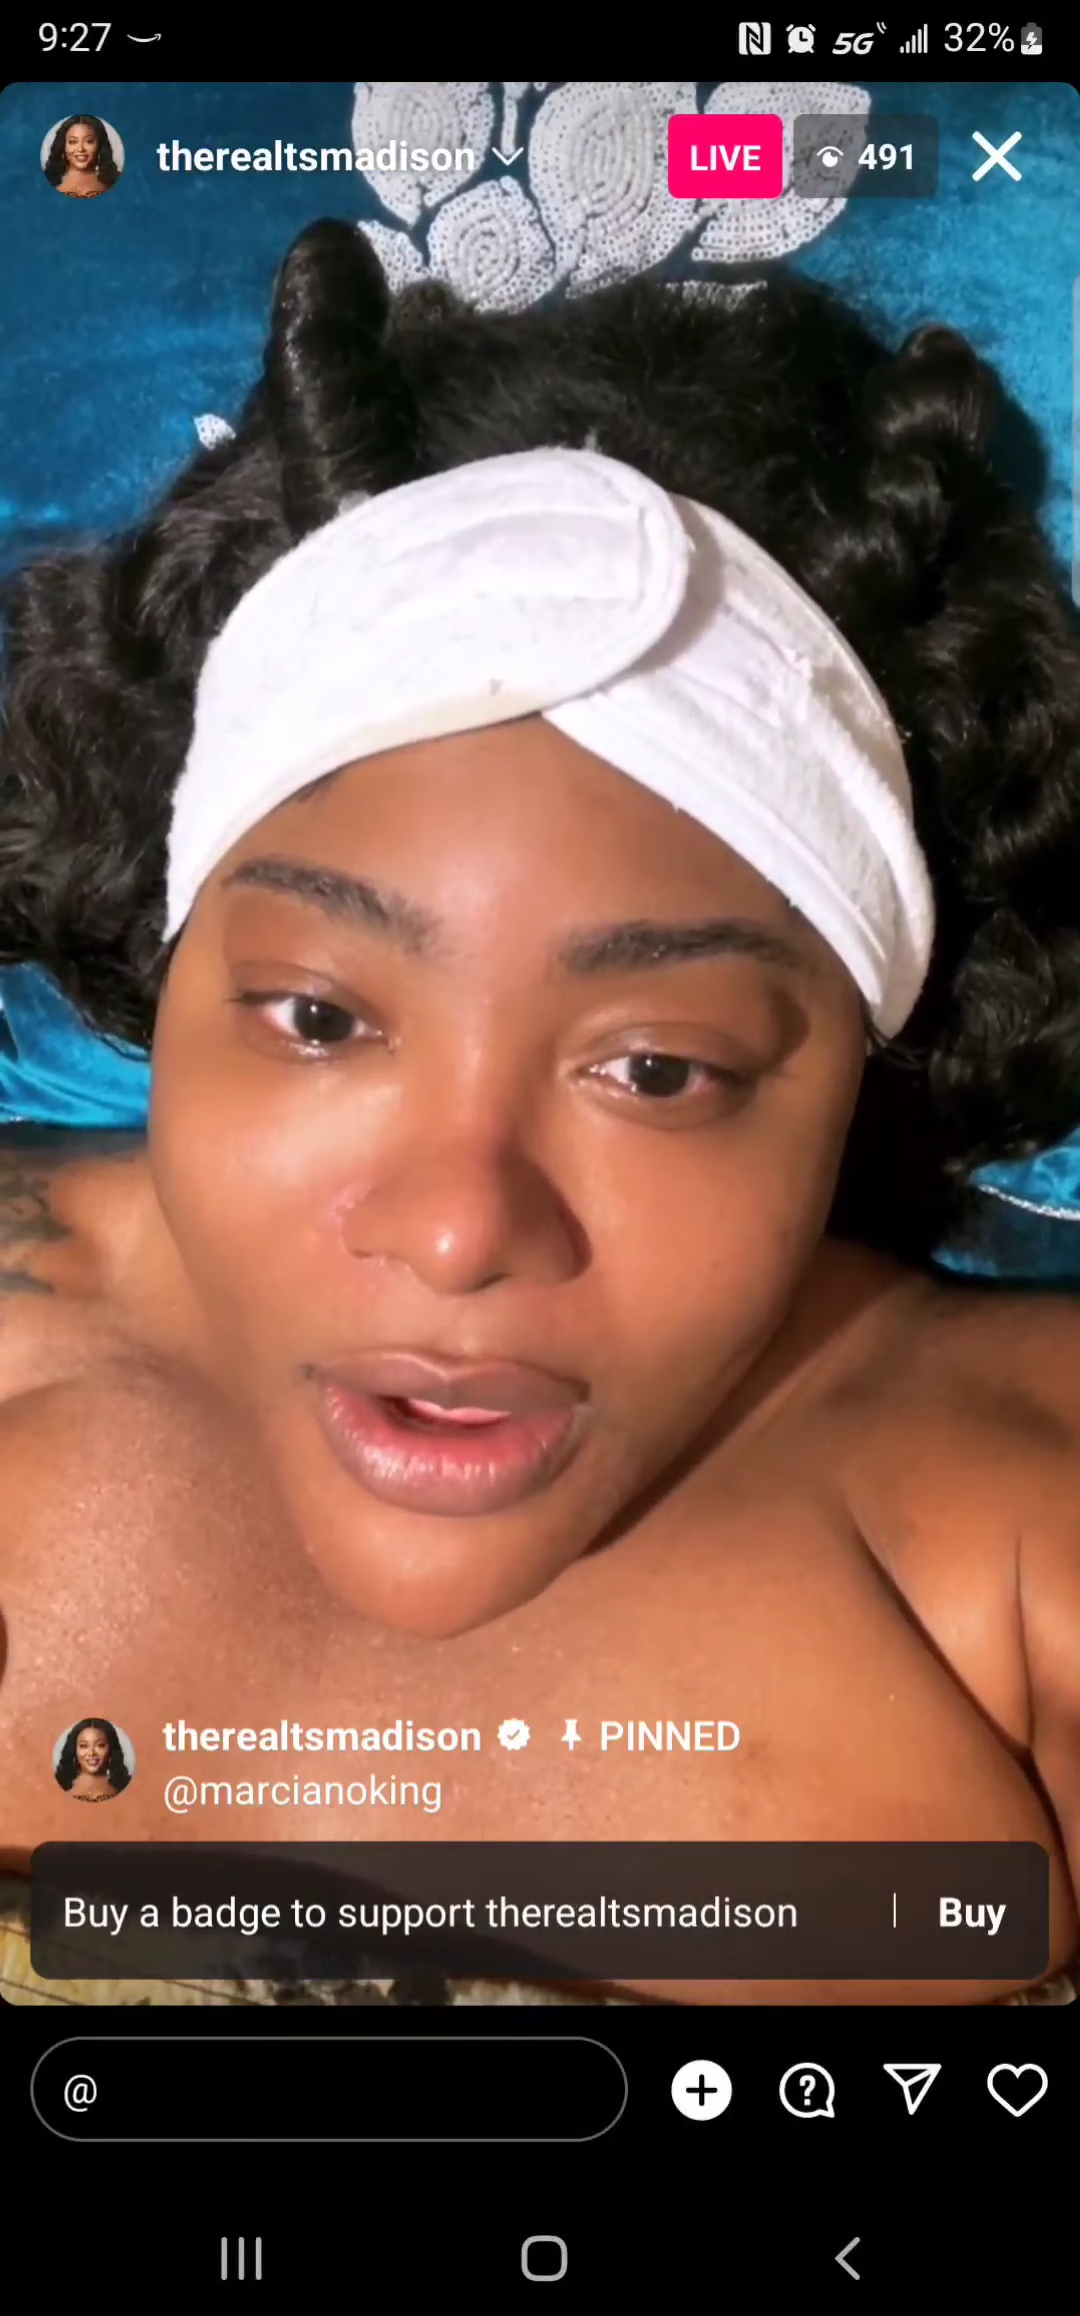 9:27 5G 32%
therealtsmadison LIVE 491
therealtsmadison PINNED
@marcianoking
Buy a badge to support therealtsmadison | Buy
@